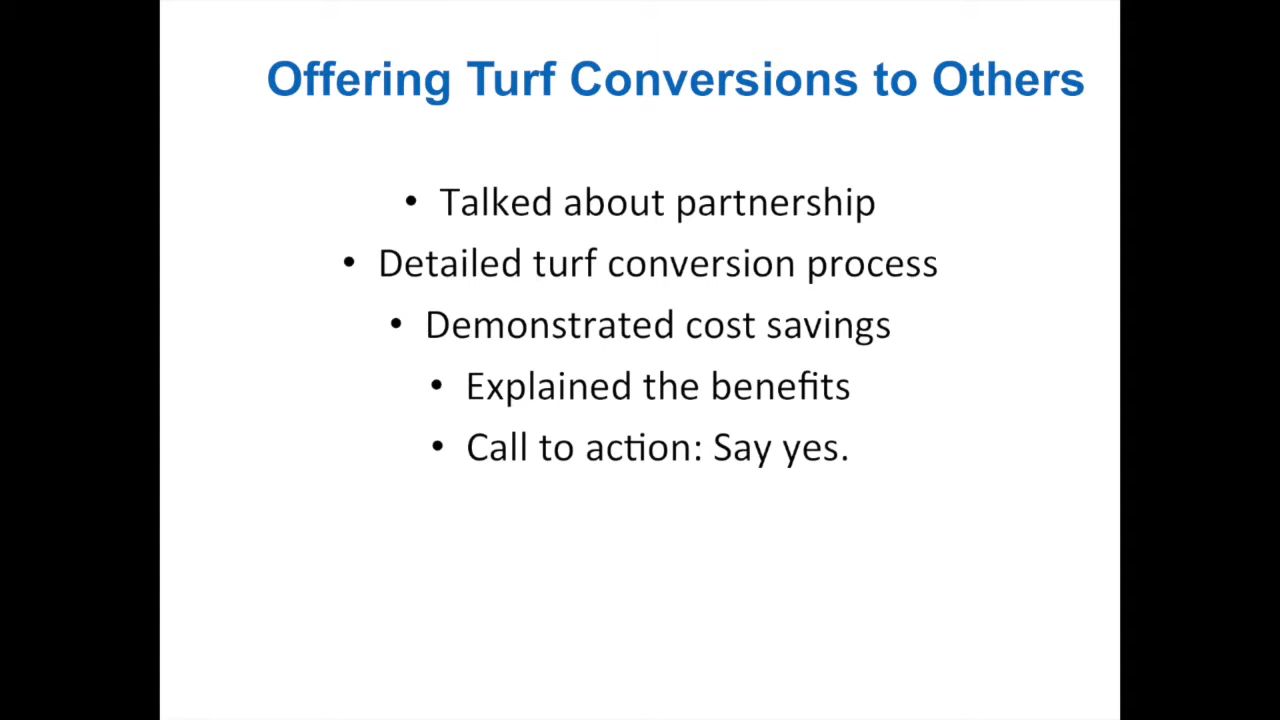 Offering Turf Conversions to Others
• Talked about partnership
• Detailed turf conversion process
• Demonstrated cost savings
• Explained the benefits
• Call to action: Say yes.